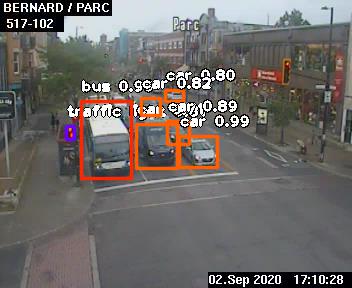 BERNARD / PARC
517-102
Parc
car 0.80
car 0.82
bus 0.9
car 0.89
traffic light
car 0.99
02.Sep 2020 17:10:28